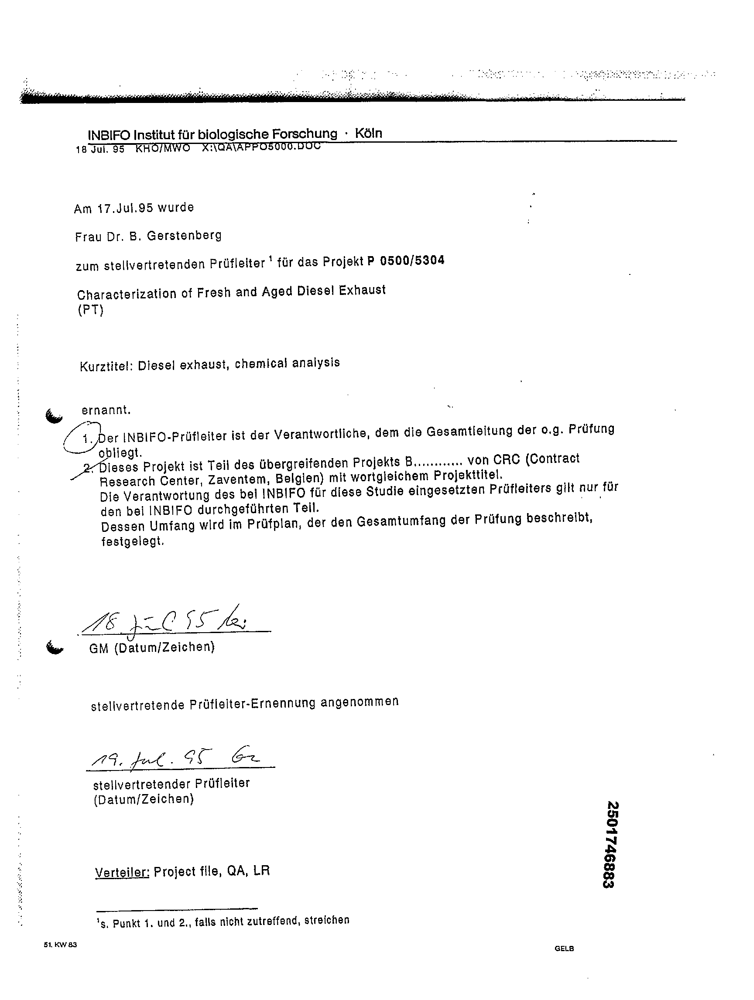 INBIFO Institut für biologische Forschung · Köln
18 Jul. 95 KHO/MWO X:\QA\APPO5000.DOC
Am 17.Jul.95 wurde
Frau Dr. B. Gerstenberg
zum stellvertretenden Prüfleiter ¹ für das Projekt P 0500/5304
Characterization of Fresh and Aged Diesel Exhaust
(PT)
Kurztitel: Diesel exhaust, chemical analysis
ernannt.
1. Der INBIFO-Prüfleiter ist der Verantwortliche, dem die Gesamtleitung der o.g. Prüfung
obliegt.
2. Dieses Projekt ist Teil des übergreifenden Projekts B............ von CRC (Contract
Research Center, Zaventem, Belgien) mit wortgleichem Projekttitel.
Die Verantwortung des bei INBIFO für diese Studie eingesetzten Prüfleiters gilt nur für
den bei INBIFO durchgeführten Teil.
Dessen Umfang wird im Prüfplan, der den Gesamtumfang der Prüfung beschreibt,
festgelegt.
18 Jul 95
GM (Datum/Zeichen)
stellvertretende Prüfleiter-Ernennung angenommen
19. Jul. 95 Gz
stellvertretender Prüfleiter
(Datum/Zeichen)
2501746883
Verteiler: Project file, QA, LR
¹s. Punkt 1. und 2., falls nicht zutreffend, streichen
51. KW 83
GELB